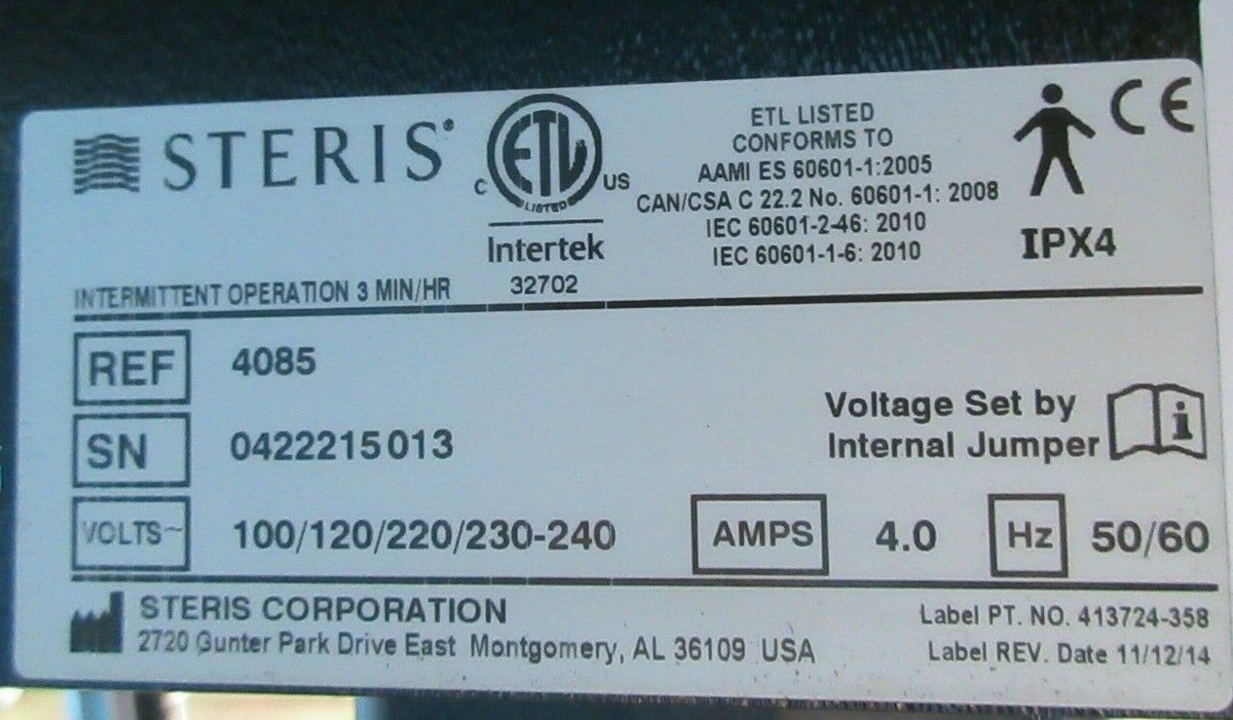 STERIS®
C ETL LISTED US
Intertek
32702
ETL LISTED
CONFORMS TO
AAMI ES 60601-1:2005
CAN/CSA C 22.2 No. 60601-1: 2008
IEC 60601-2-46: 2010
IEC 60601-1-6: 2010
CE
IPX4
INTERMITTENT OPERATION 3 MIN/HR
REF 4085
SN 0422215013
Voltage Set by
Internal Jumper
i
VOLTS~ 100/120/220/230-240 AMPS 4.0 Hz 50/60
STERIS CORPORATION
2720 Gunter Park Drive East Montgomery, AL 36109 USA
Label PT. NO. 413724-358
Label REV. Date 11/12/14